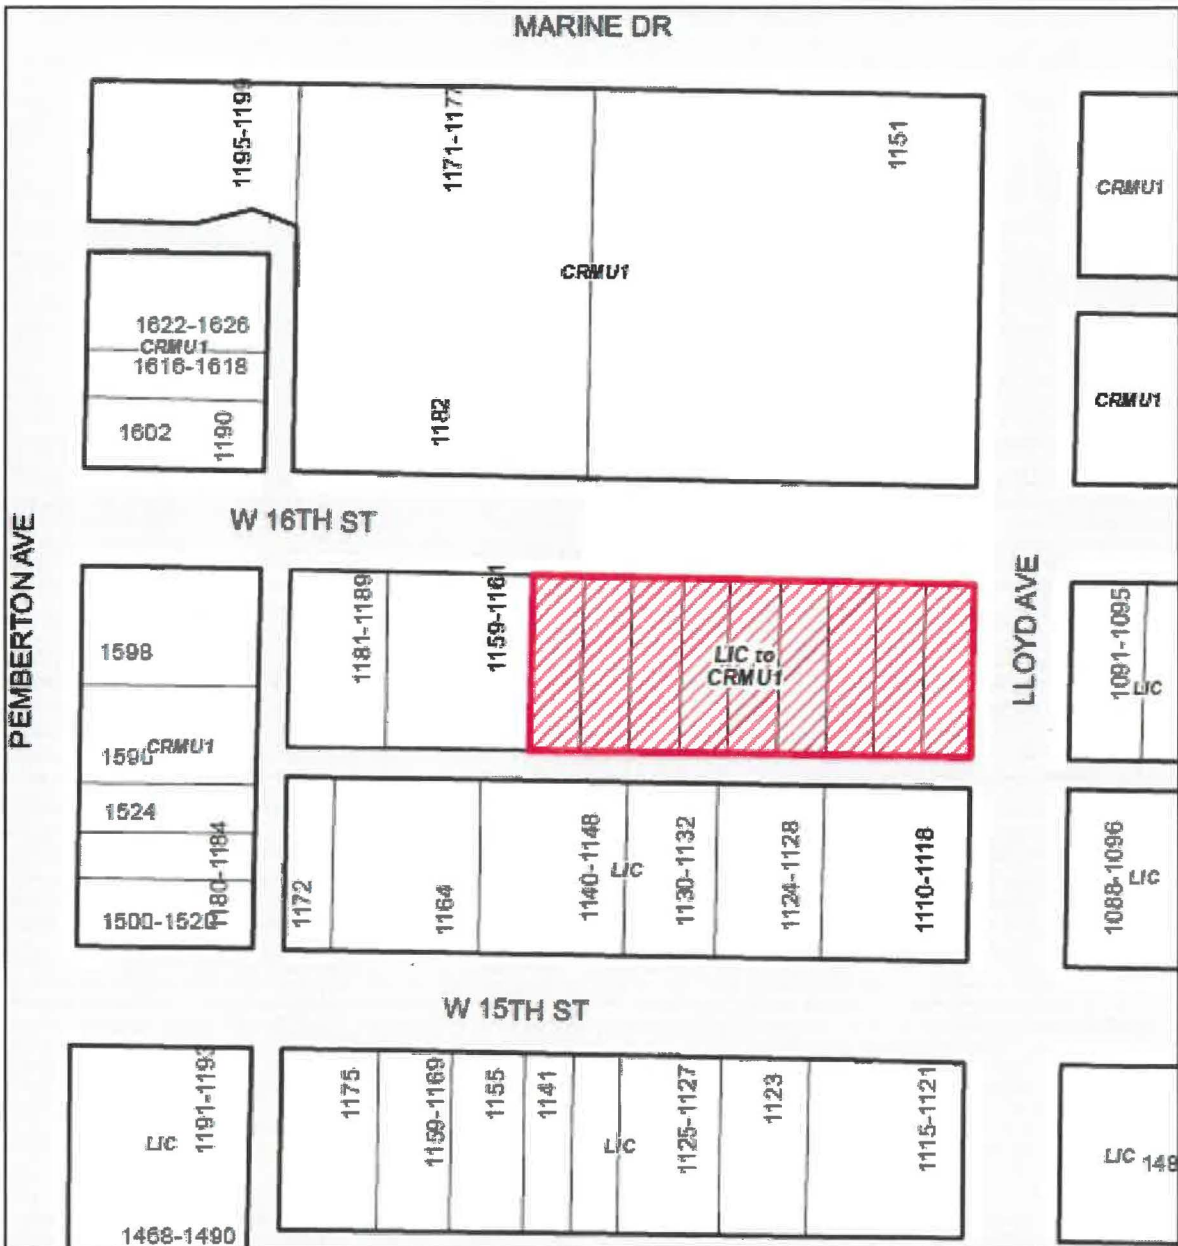 MARINE DR
1195-1199
1171-1177
1151
CRMU1
CRMU1
1622-1626
CRMU1
1616-1618
CRMU1
1602
1190
1182
W 16TH ST
PEMBERTON AVE
LLOYD AVE
1181-1189
1159-1161
LIC to
CRMU1
1091-1095
LIC
1598
1590
CRMU1
1524
1180-1184
1500-1520
1172
1164
1140-1148
LIC
1130-1132
1124-1128
1110-1118
1088-1096
LIC
W 15TH ST
1191-1193
LIC
1468-1490
1175
1159-1169
1155
1141
LIC
1125-1127
1123
1115-1121
LIC
148